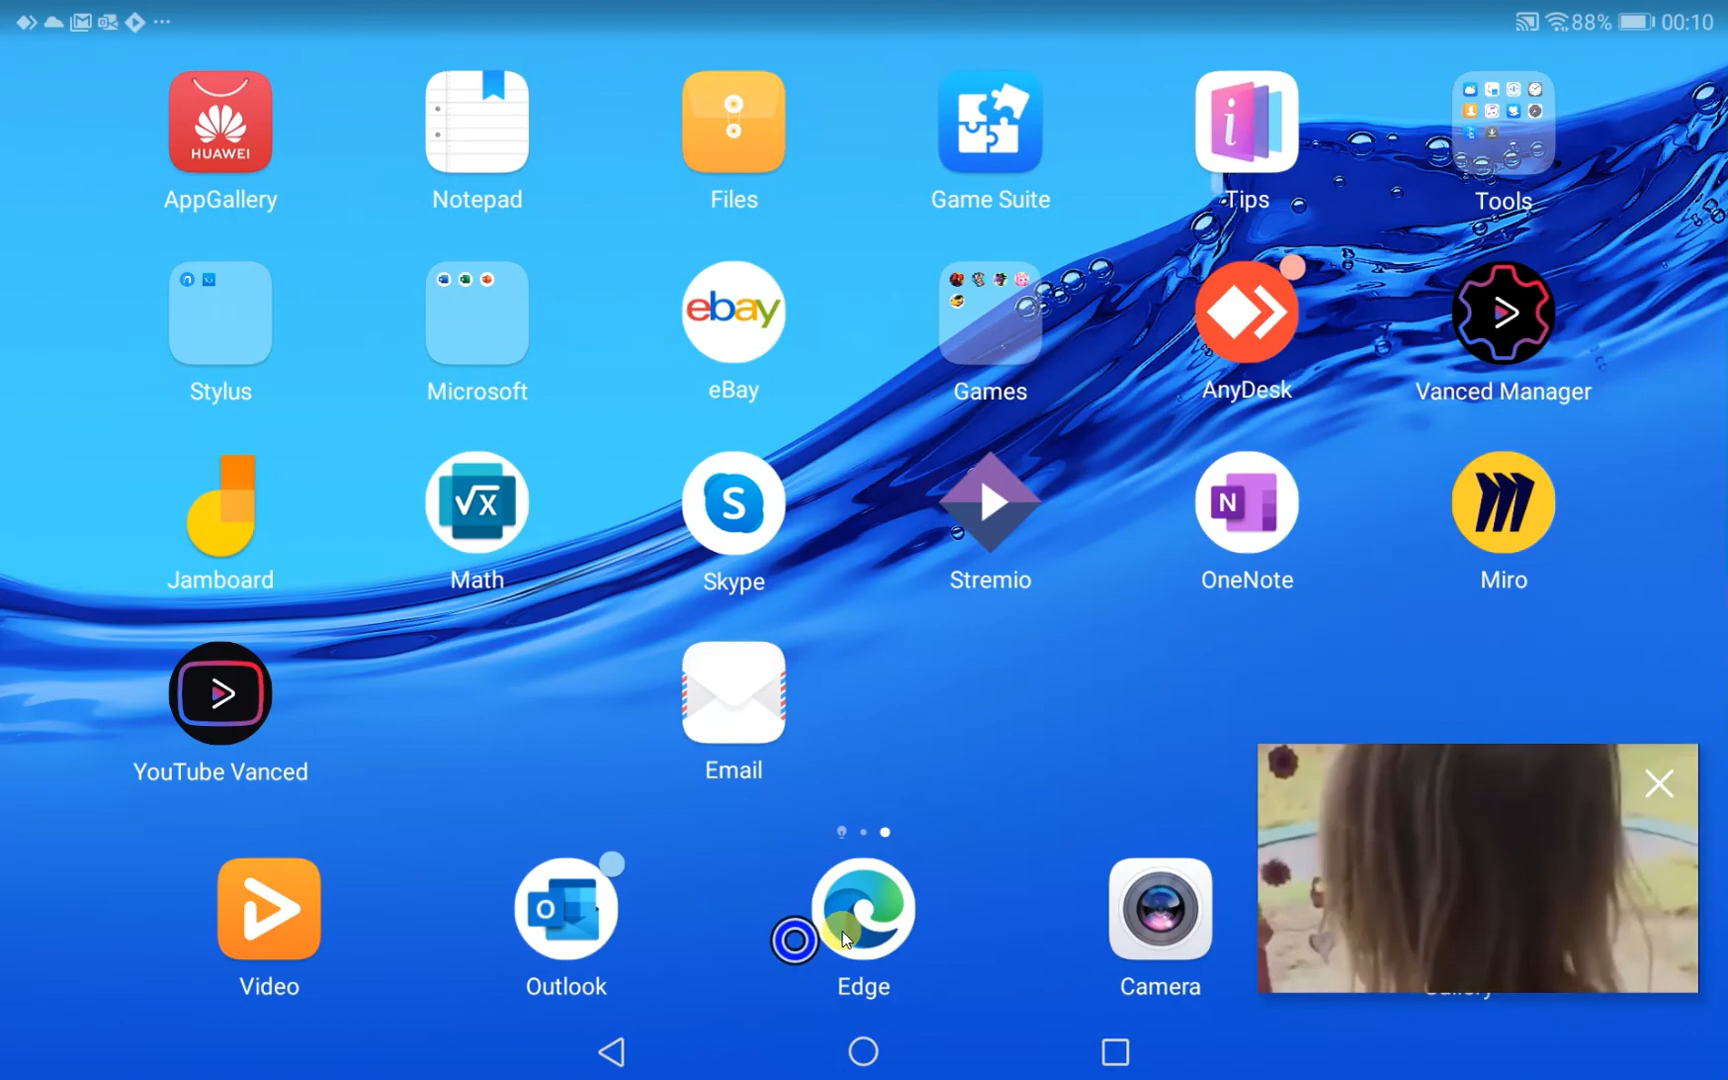 88% 00:10
HUAWEI
AppGallery Notepad Files Game Suite Tips Tools
ebay
Stylus Microsoft eBay Games AnyDesk Vanced Manager
√x S N
Jamboard Math Skype Stremio OneNote Miro
YouTube Vanced Email
O
Video Outlook Edge Camera